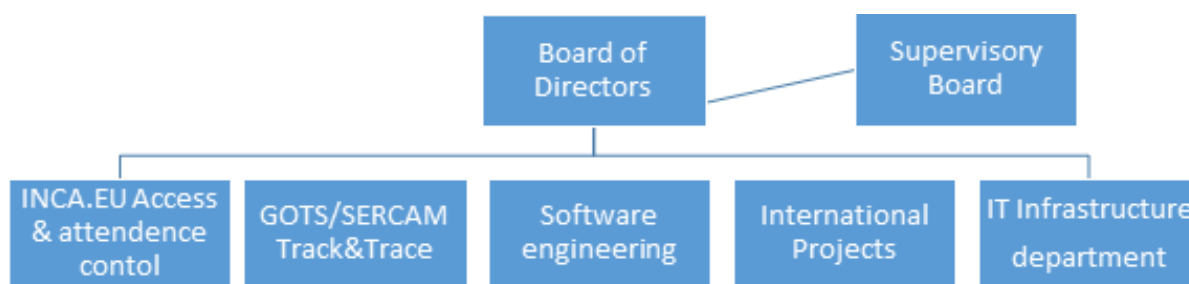 Board of
Directors
Supervisory
Board
INCA.EU Access
& attendence
contol
GOTS/SERCAM
Track&Trace
Software
engineering
International
Projects
IT Infrastructure
department